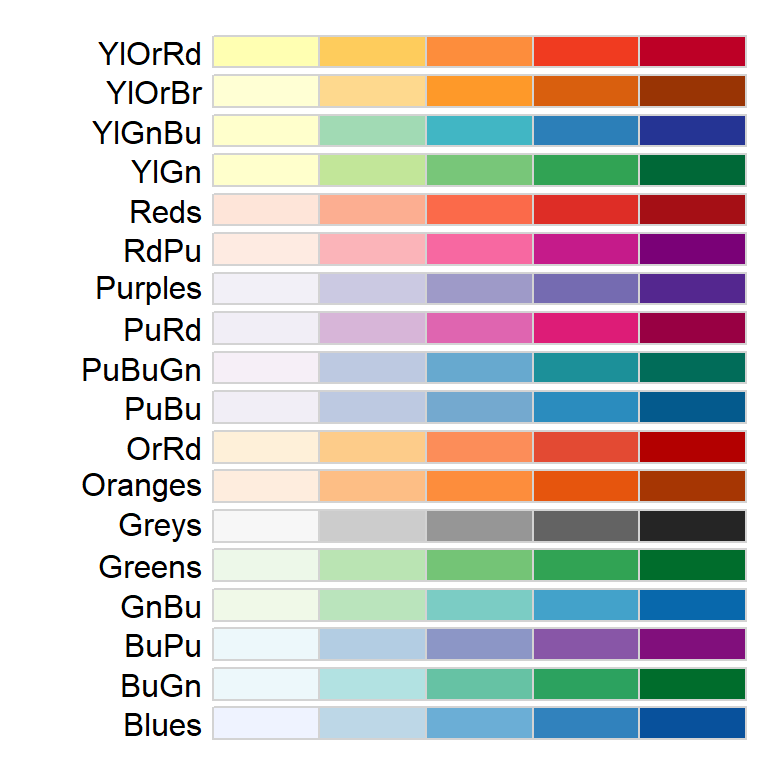 YlOrRd
YlOrBr
YlGnBu
YlGn
Reds
RdPu
Purples
PuRd
PuBuGn
PuBu
OrRd
Oranges
Greys
Greens
GnBu
BuPu
BuGn
Blues